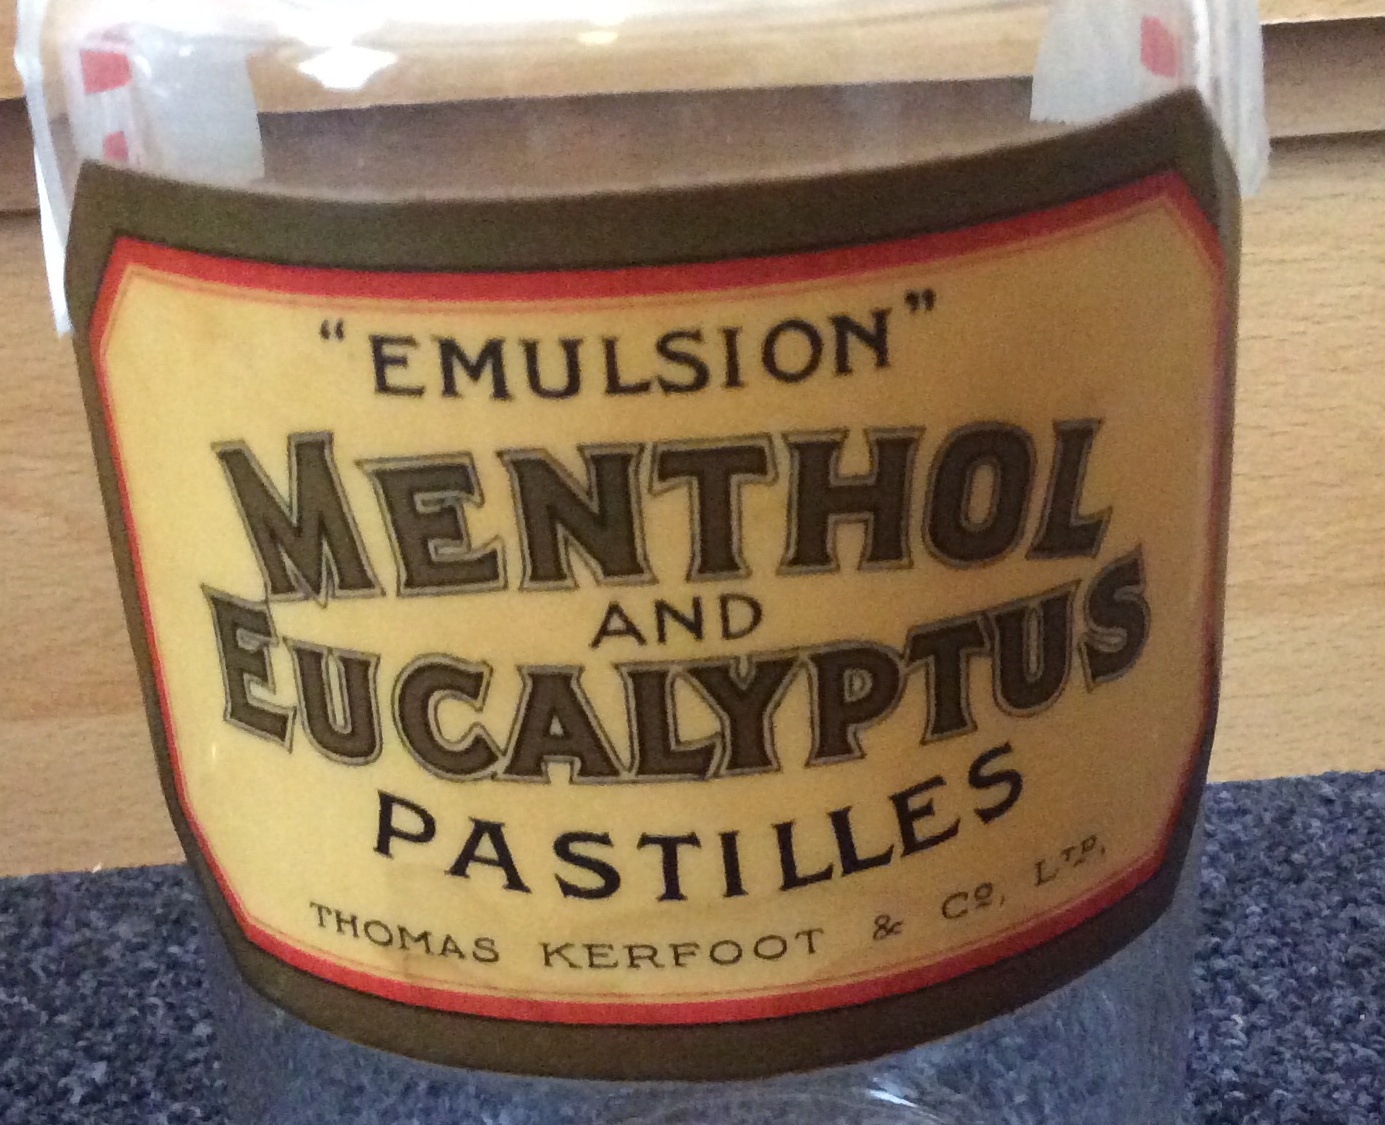 “EMULSION”
MENTHOL
AND
EUCALYPTUS
PASTILLES
THOMAS KERFOOT & Cº, LTD,